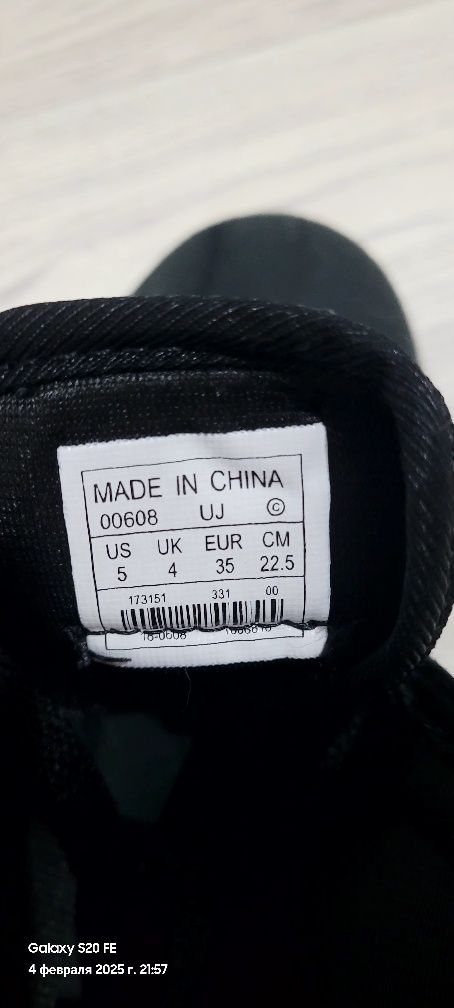 MADE IN CHINA
00608 UJ ©
US UK EUR CM
5 4 35 22.5
173151 331 00
Galaxy S20 FE
4 февраля 2025 г. 21:57